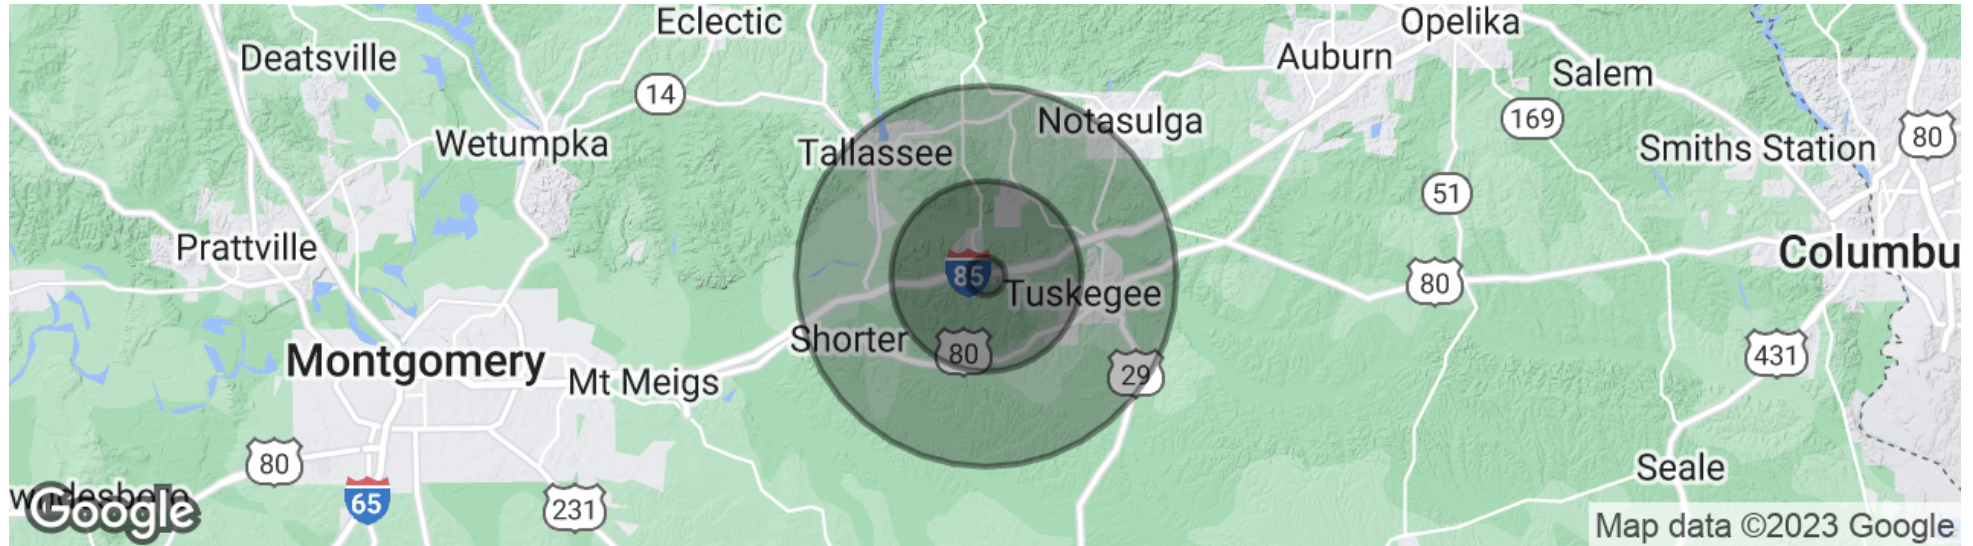 Eclectic
Opelika
Deatsville
Auburn
Salem
14
169
Notasulga
80
Wetumpka
Tallassee
Smiths Station
51
Prattville
Columbu
85
80
Tuskegee
Shorter
80
431
Montgomery
Mt Meigs
29
80
Seale
65
231
Google
Map data ©2023 Google